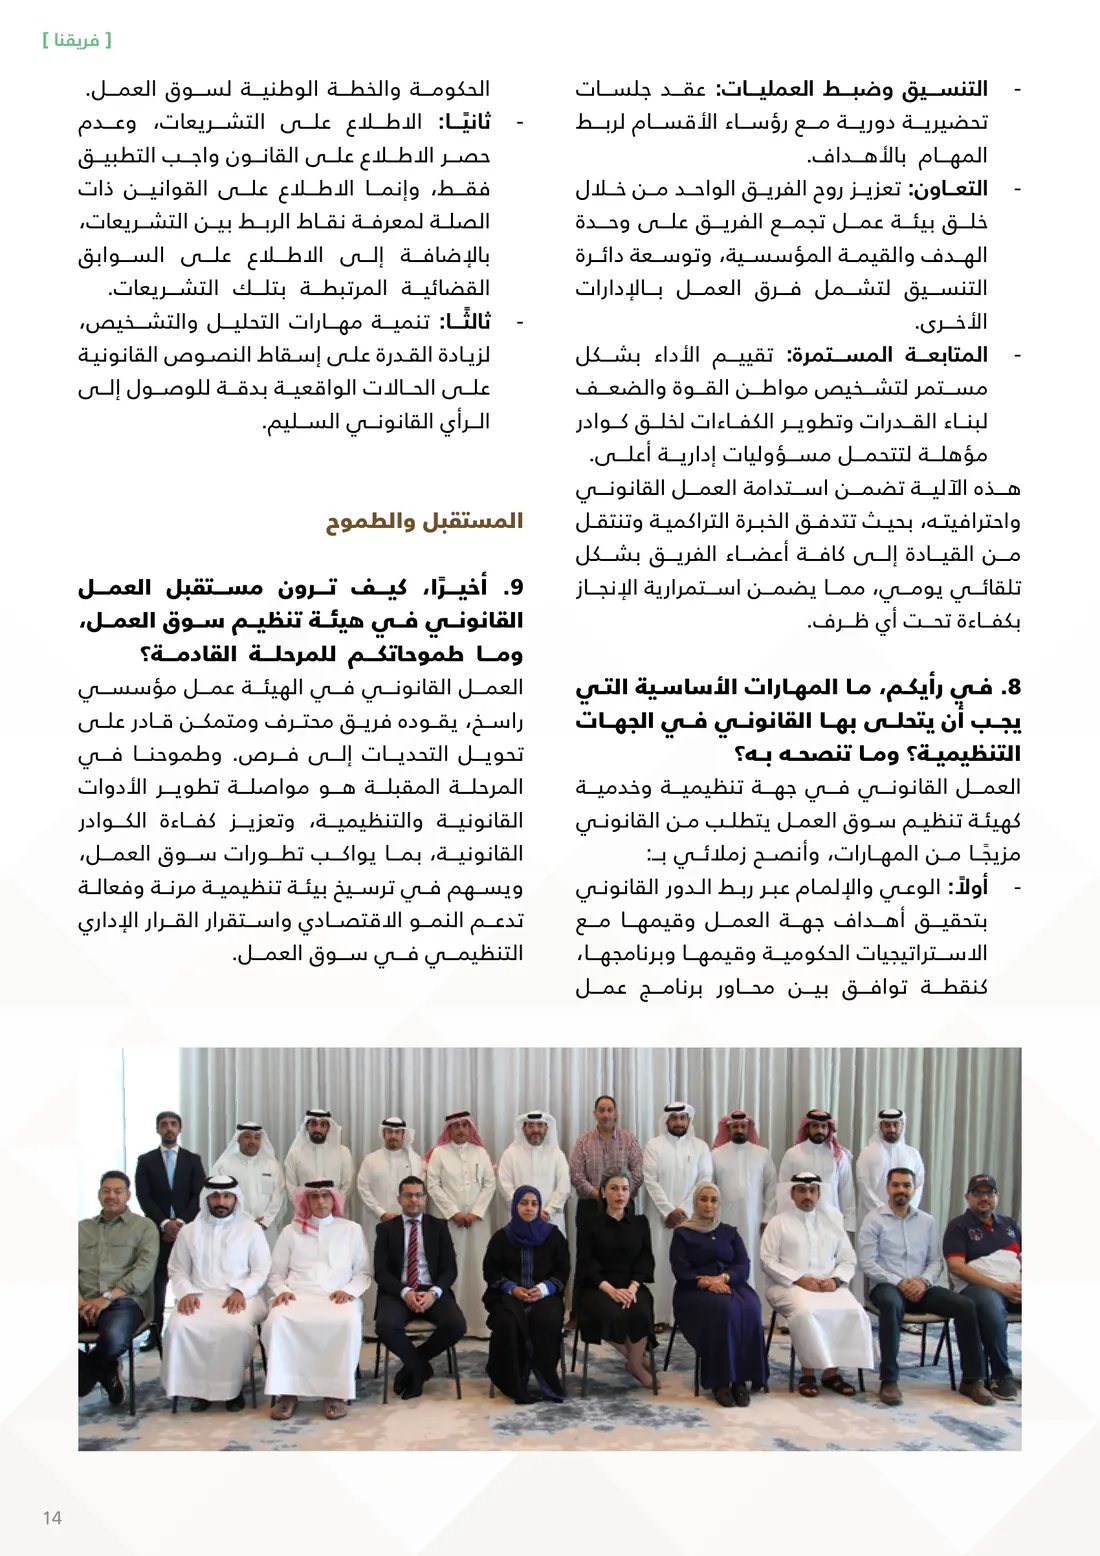 [ فريقنا ]
- التنسيق وضبط العمليات: عقد جلسات
تحضيرية دورية مع رؤساء الأقسام لربط
المهام بالأهداف.
- التعاون: تعزيز روح الفريق الواحد من خلال
خلق بيئة عمل تجمع الفريق على وحدة
الهدف والقيمة المؤسسية، وتوسعة دائرة
التنسيق لتشمل فرق العمل بالإدارات
الأخرى.
- المتابعة المستمرة: تقييم الأداء بشكل
مستمر لتشخيص مواطن القوة والضعف
لبناء القدرات وتطوير الكفاءات لخلق كوادر
مؤهلة لتتحمل مسؤوليات إدارية أعلى.
هذه الآلية تضمن استدامة العمل القانوني
واحترافيته، بحيث تتدفق الخبرة التراكمية وتنتقل
من القيادة إلى كافة أعضاء الفريق بشكل
تلقائي يومي، مما يضمن استمرارية الإنجاز
بكفاءة تحت أي ظرف.
8. في رأيكم، ما المهارات الأساسية التي
يجب أن يتحلى بها القانوني في الجهات
التنظيمية؟ وما تنصحه به؟
العمل القانوني في جهة تنظيمية وخدمية
كهيئة تنظيم سوق العمل يتطلب من القانوني
مزيجًا من المهارات، وأنصح زملائي بـ:
- أولاً: الوعي والإلمام عبر ربط الدور القانوني
بتحقيق أهداف جهة العمل وقيمها مع
الاستراتيجيات الحكومية وقيمها وبرنامجها،
كنقطة توافق بين محاور برنامج عمل
الحكومة والخطة الوطنية لسوق العمل.
- ثانيًا: الاطلاع على التشريعات، وعدم
حصر الاطلاع على القانون واجب التطبيق
فقط، وإنما الاطلاع على القوانين ذات
الصلة لمعرفة نقاط الربط بين التشريعات،
بالإضافة إلى الاطلاع على السوابق
القضائية المرتبطة بتلك التشريعات.
- ثالثًا: تنمية مهارات التحليل والتشخيص،
لزيادة القدرة على إسقاط النصوص القانونية
على الحالات الواقعية بدقة للوصول إلى
الرأي القانوني السليم.
المستقبل والطموح
9. أخيرًا، كيف ترون مستقبل العمل
القانوني في هيئة تنظيم سوق العمل،
وما طموحاتكم للمرحلة القادمة؟
العمل القانوني في الهيئة عمل مؤسسي
راسخ، يقوده فريق محترف ومتمكن قادر على
تحويل التحديات إلى فرص. وطموحنا في
المرحلة المقبلة هو مواصلة تطوير الأدوات
القانونية والتنظيمية، وتعزيز كفاءة الكوادر
القانونية، بما يواكب تطورات سوق العمل،
ويسهم في ترسيخ بيئة تنظيمية مرنة وفعالة
تدعم النمو الاقتصادي واستقرار القرار الإداري
التنظيمي في سوق العمل.
14